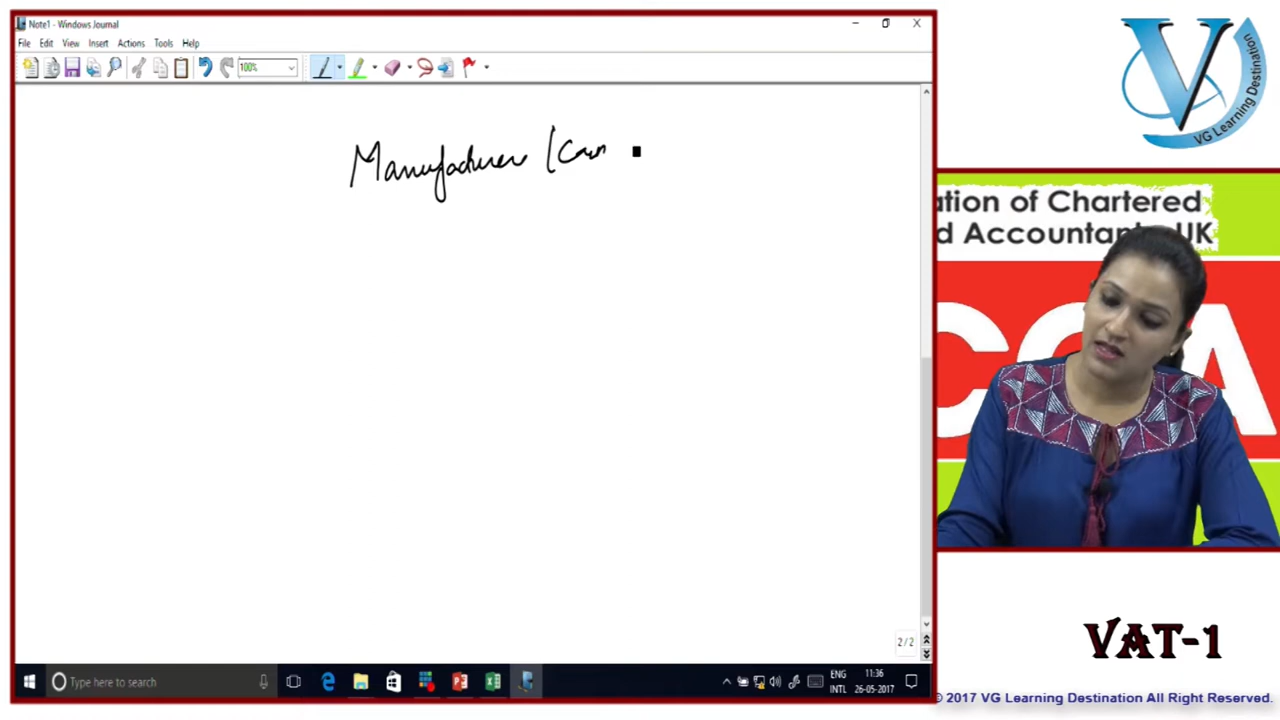 Note1 - Windows Journal
File Edit View Insert Actions Tools Help
100%
Manufacturer (Can
2/2
Type here to search
ENG
INTL
11:36
26-05-2017
V
VG Learning Destination
ation of Chartered
d Accountants UK
CCA
VAT-1
© 2017 VG Learning Destination All Right Reserved.